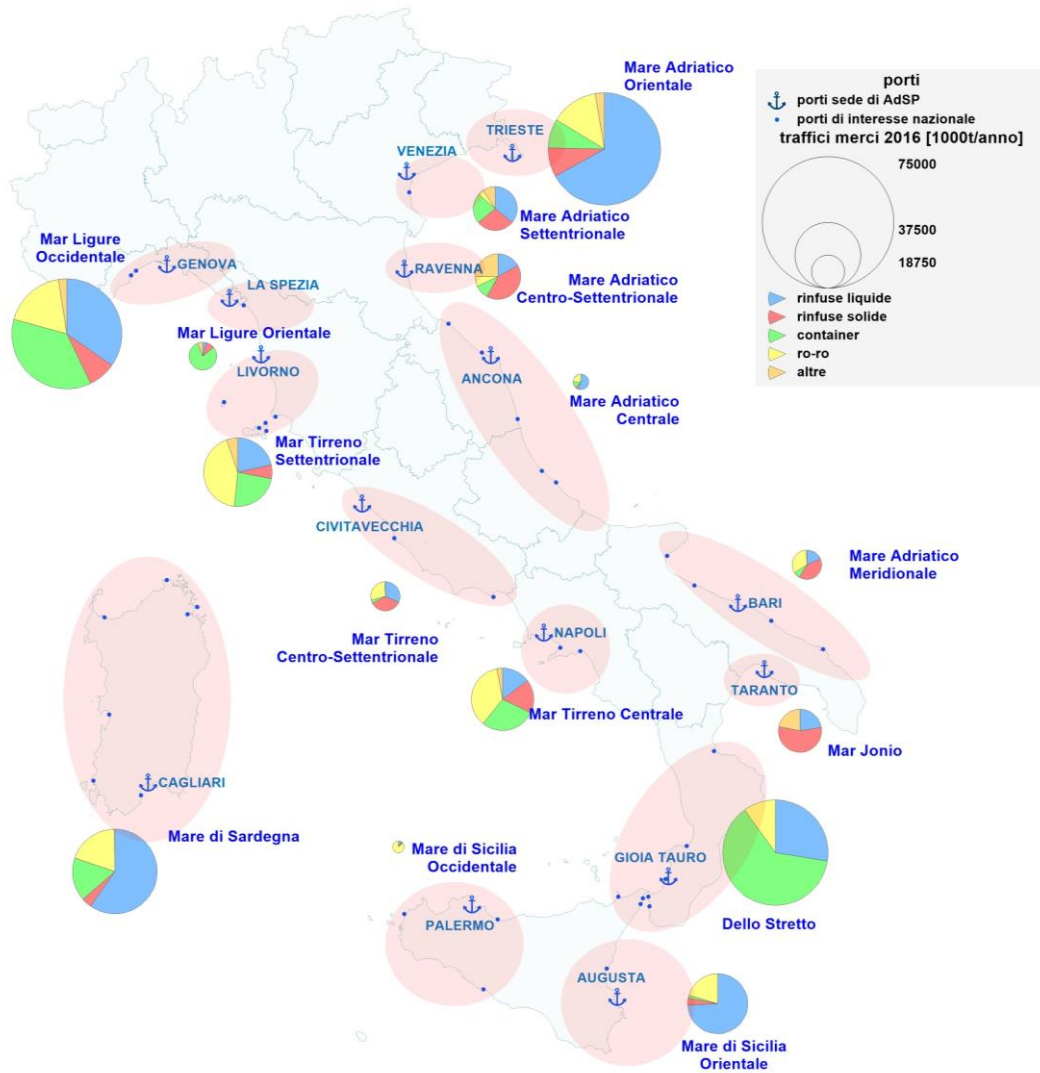 Mare Adriatico
Orientale
TRIESTE
VENEZIA
Mare Adriatico
Settentrionale
porti
porti sede di AdSP
porti di interesse nazionale
traffici merci 2016 [1000t/anno]
75000
37500
18750
rinfuse liquide
rinfuse solide
container
ro-ro
altre
Mar Ligure
Occidentale
GENOVA
LA SPEZIA
Mar Ligure Orientale
RAVENNA
Mare Adriatico
Centro-Settentrionale
LIVORNO
ANCONA
Mare Adriatico
Centrale
Mar Tirreno
Settentrionale
CIVITAVECCHIA
Mare Adriatico
Meridionale
BARI
Mar Tirreno
Centro-Settentrionale
NAPOLI
TARANTO
Mar Tirreno Centrale
Mar Jonio
CAGLIARI
Mare di Sardegna
Mare di Sicilia
Occidentale
GIOIA TAURO
Dello Stretto
PALERMO
AUGUSTA
Mare di Sicilia
Orientale